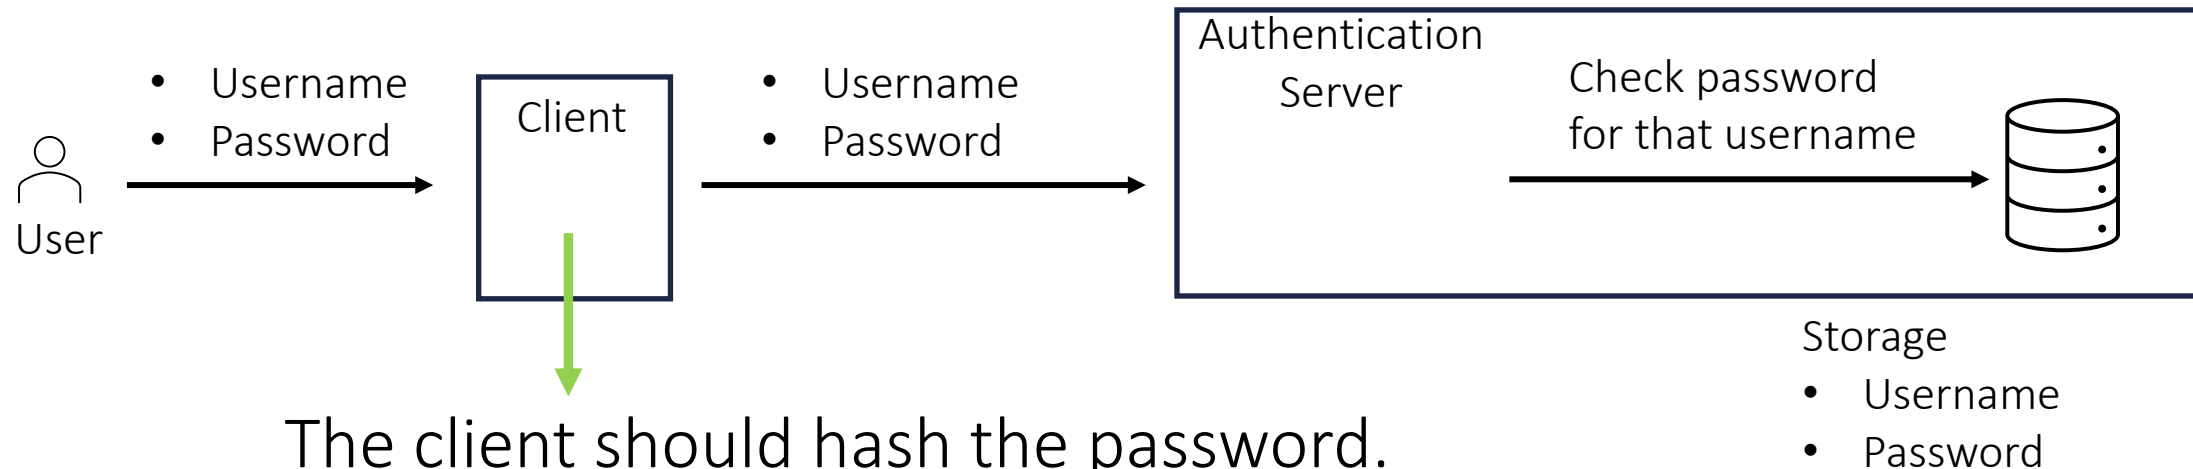 User
• Username
• Password
Client
• Username
• Password
Authentication
Server
Check password
for that username
Storage
• Username
• Password
The client should hash the password.